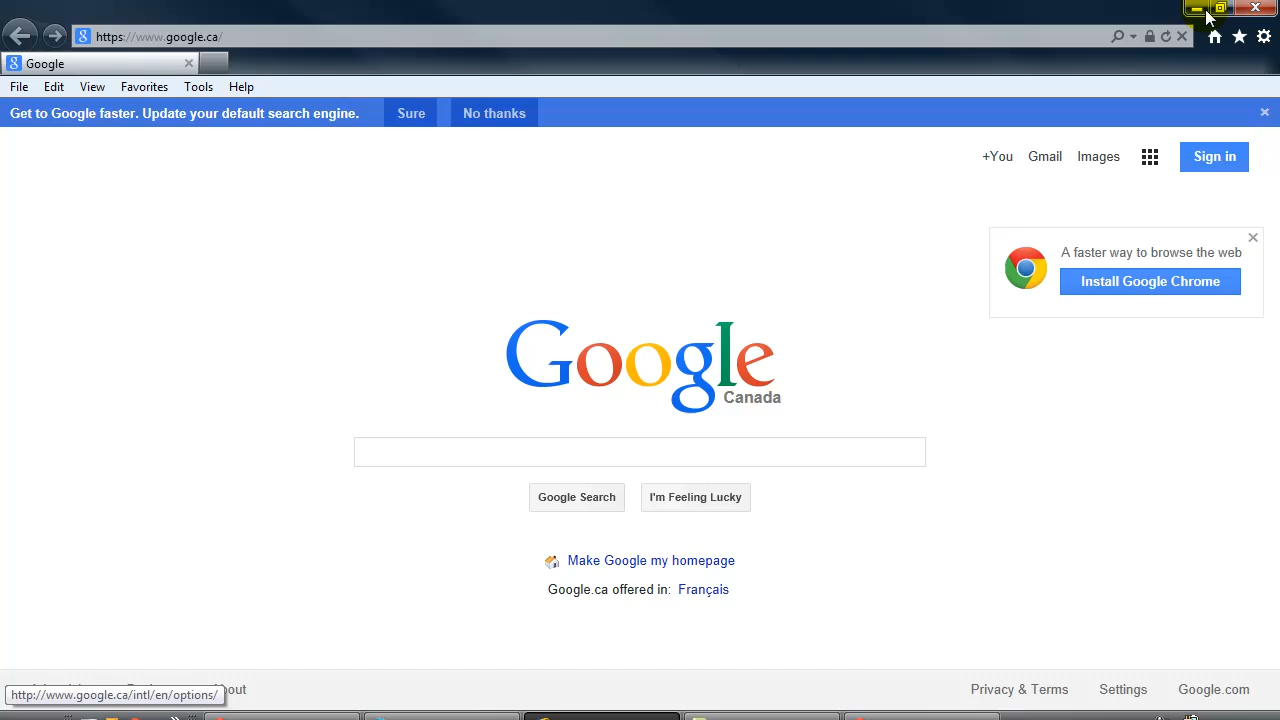 https://www.google.ca/
Google
File Edit View Favorites Tools Help
Get to Google faster. Update your default search engine. Sure No thanks
+You Gmail Images Sign in
A faster way to browse the web
Install Google Chrome
Google
Canada
Google Search I'm Feeling Lucky
Make Google my homepage
Google.ca offered in: Français
Privacy & Terms Settings Google.com
http://www.google.ca/intl/en/options/